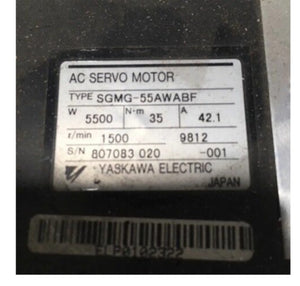 AC SERVO MOTOR
TYPE SGMG-55AWABF
W 5500 N·m 35 A 42.1
r/min 1500 9812
S/N 807083 020 -001
YASKAWA ELECTRIC
JAPAN